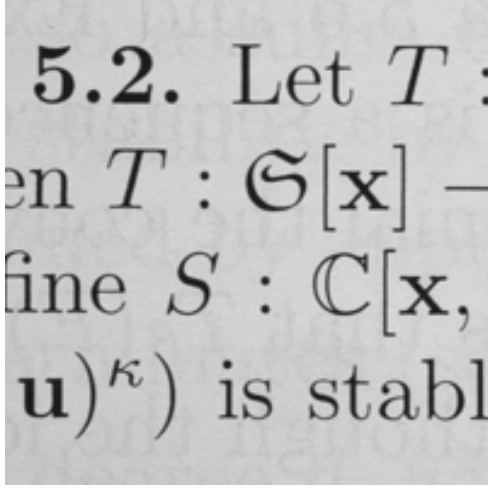 5.2. Let T :
en T : 𝔖[x] —
fine S : ℂ[x,
u)^κ) is stabl